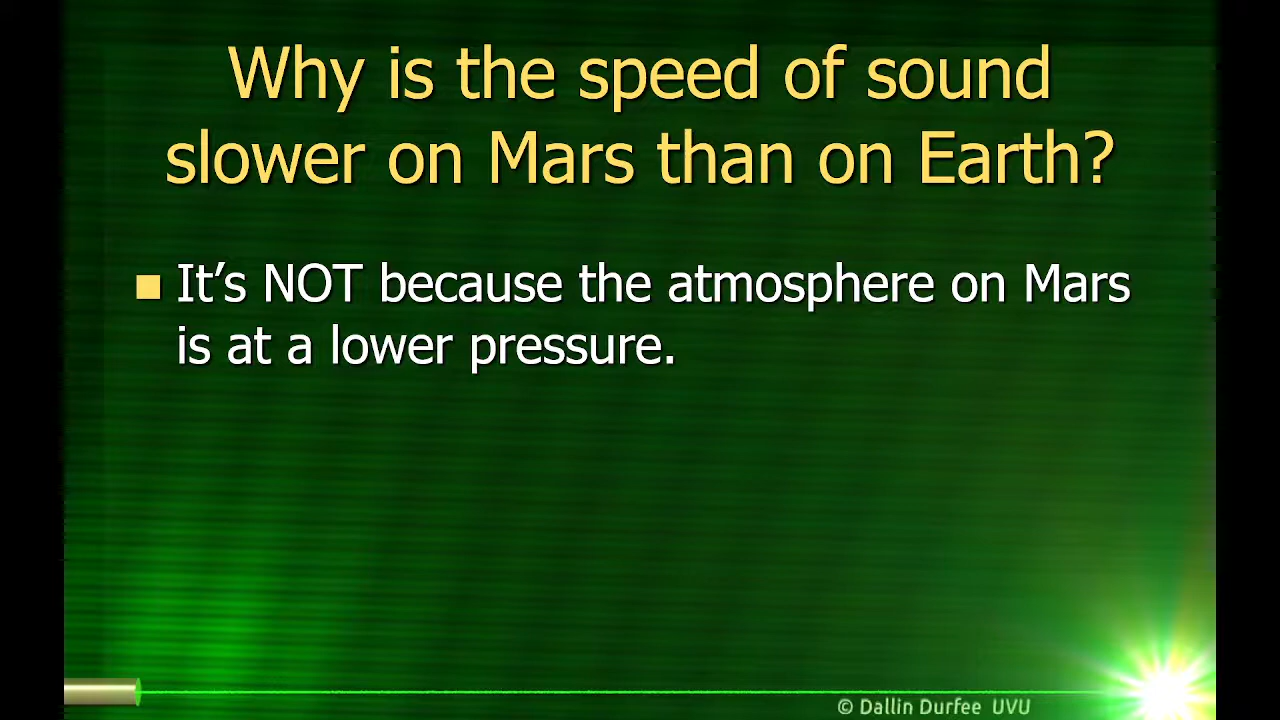 Why is the speed of sound
slower on Mars than on Earth?
It’s NOT because the atmosphere on Mars
is at a lower pressure.
© Dallin Durfee UVU